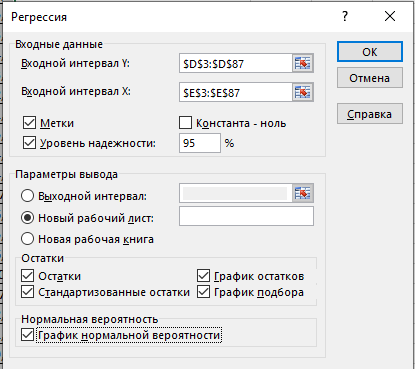 Регрессия ? ×
Входные данные
Входной интервал Y: $D$3:$D$87 OK
Входной интервал X: $E$3:$E$87 Отмена
Метки Константа - ноль Справка
Уровень надежности: 95 %
Параметры вывода
Выходной интервал:
Новый рабочий лист:
Новая рабочая книга
Остатки
Остатки График остатков
Стандартизованные остатки График подбора
Нормальная вероятность
График нормальной вероятности